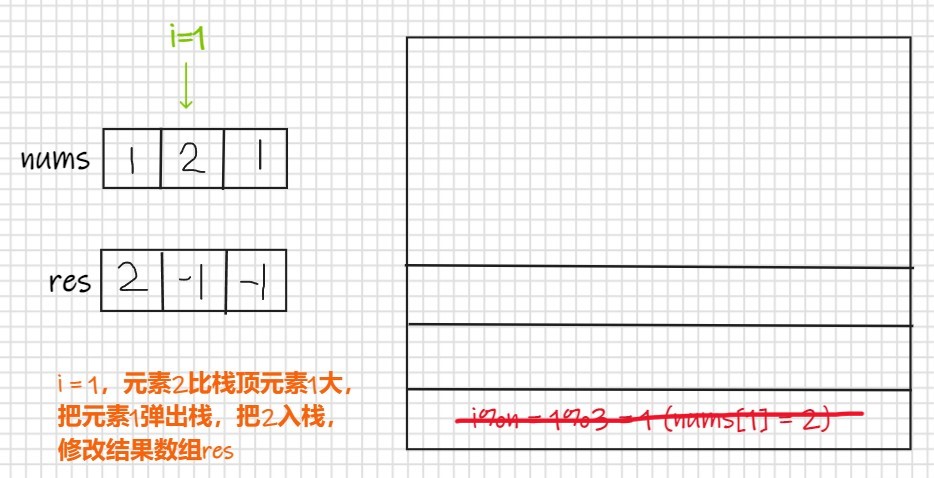 i=1
nums 1 2 1
res 2 -1 -1
i = 1，元素2比栈顶元素1大，
把元素1弹出栈，把2入栈，
修改结果数组res
i%n = 1%3 = 1 (nums[1] = 2)